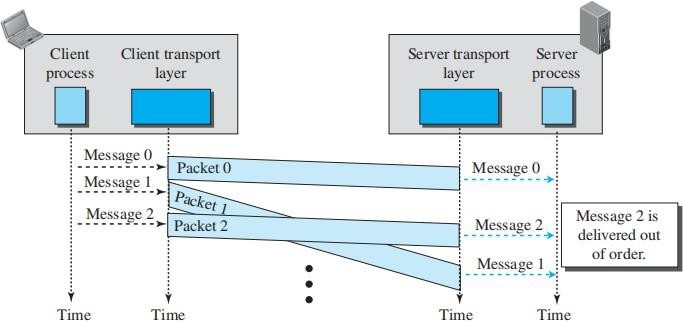 Client
process
Client transport
layer
Server transport
layer
Server
process
Message 0
Packet 0
Message 0
Message 1
Packet 1
Message 2
Packet 2
Message 2
Message 1
Message 2 is
delivered out
of order.
Time
Time
Time
Time